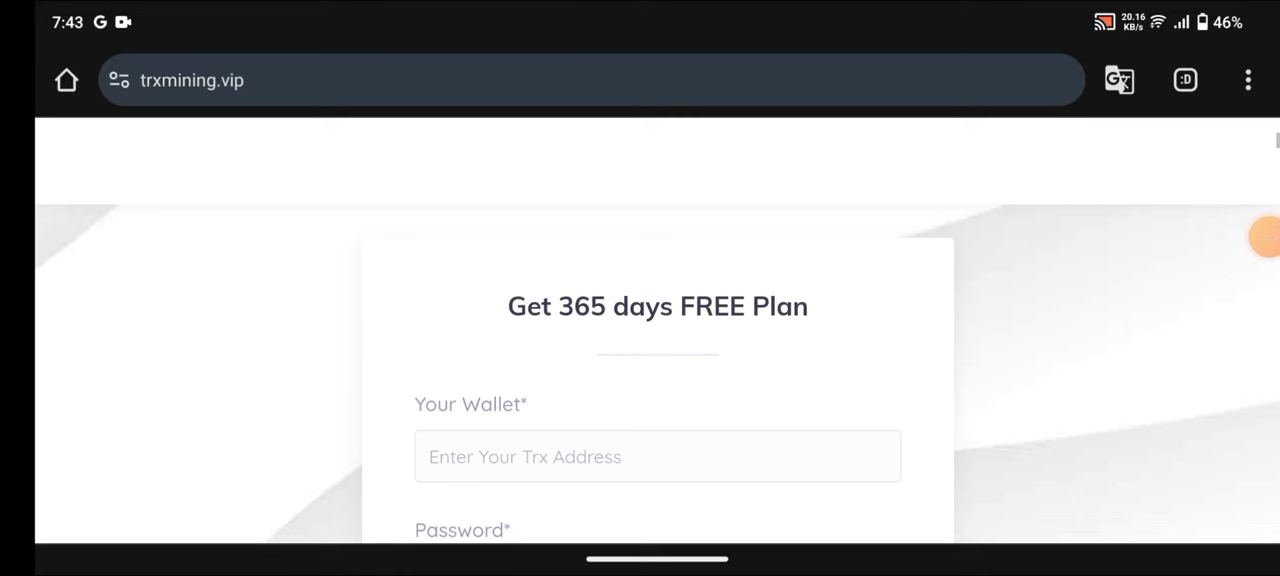 7:43 G 20.16 KB/s 46%
trxmining.vip :D
Get 365 days FREE Plan
Your Wallet*
Enter Your Trx Address
Password*